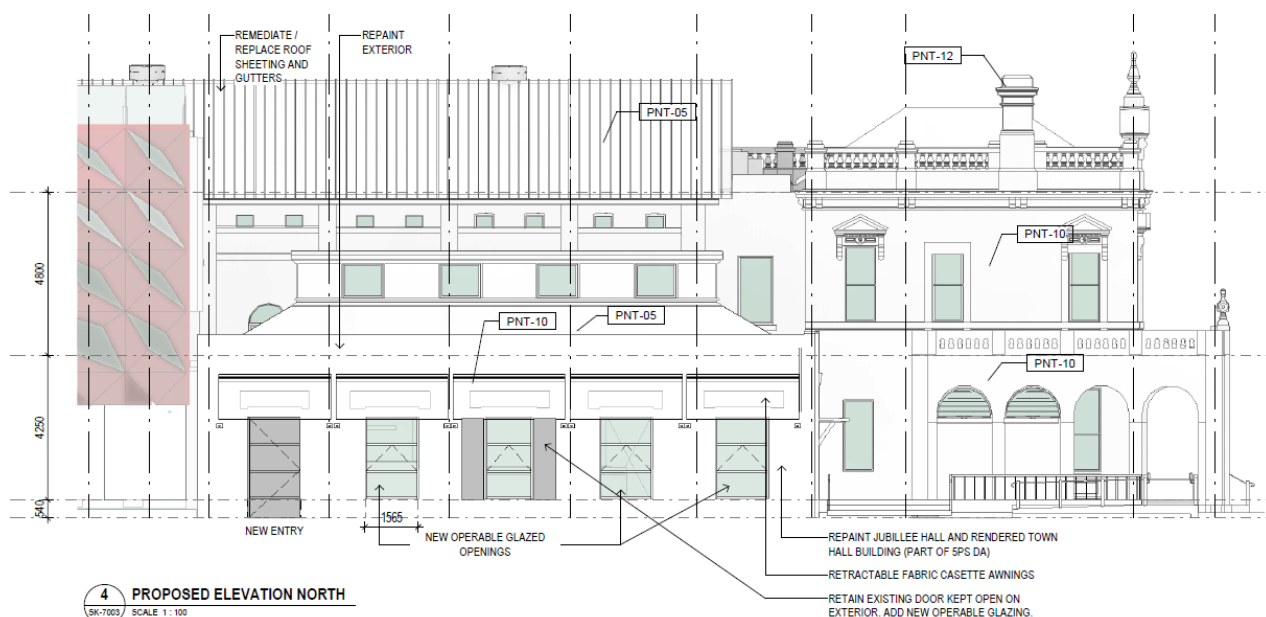 REMEDIATE /
REPLACE ROOF
SHEETING AND
GUTTERS
REPAINT
EXTERIOR
PNT-12
PNT-05
PNT-10
PNT-05
PNT-10
PNT-10
4800
4250
540
1565
NEW ENTRY
NEW OPERABLE GLAZED
OPENINGS
REPAINT JUBILLEE HALL AND RENDERED TOWN
HALL BUILDING (PART OF 5PS DA)
RETRACTABLE FABRIC CASETTE AWNINGS
RETAIN EXISTING DOOR KEPT OPEN ON
EXTERIOR. ADD NEW OPERABLE GLAZING.
4 PROPOSED ELEVATION NORTH
SK-7003 SCALE 1 : 100